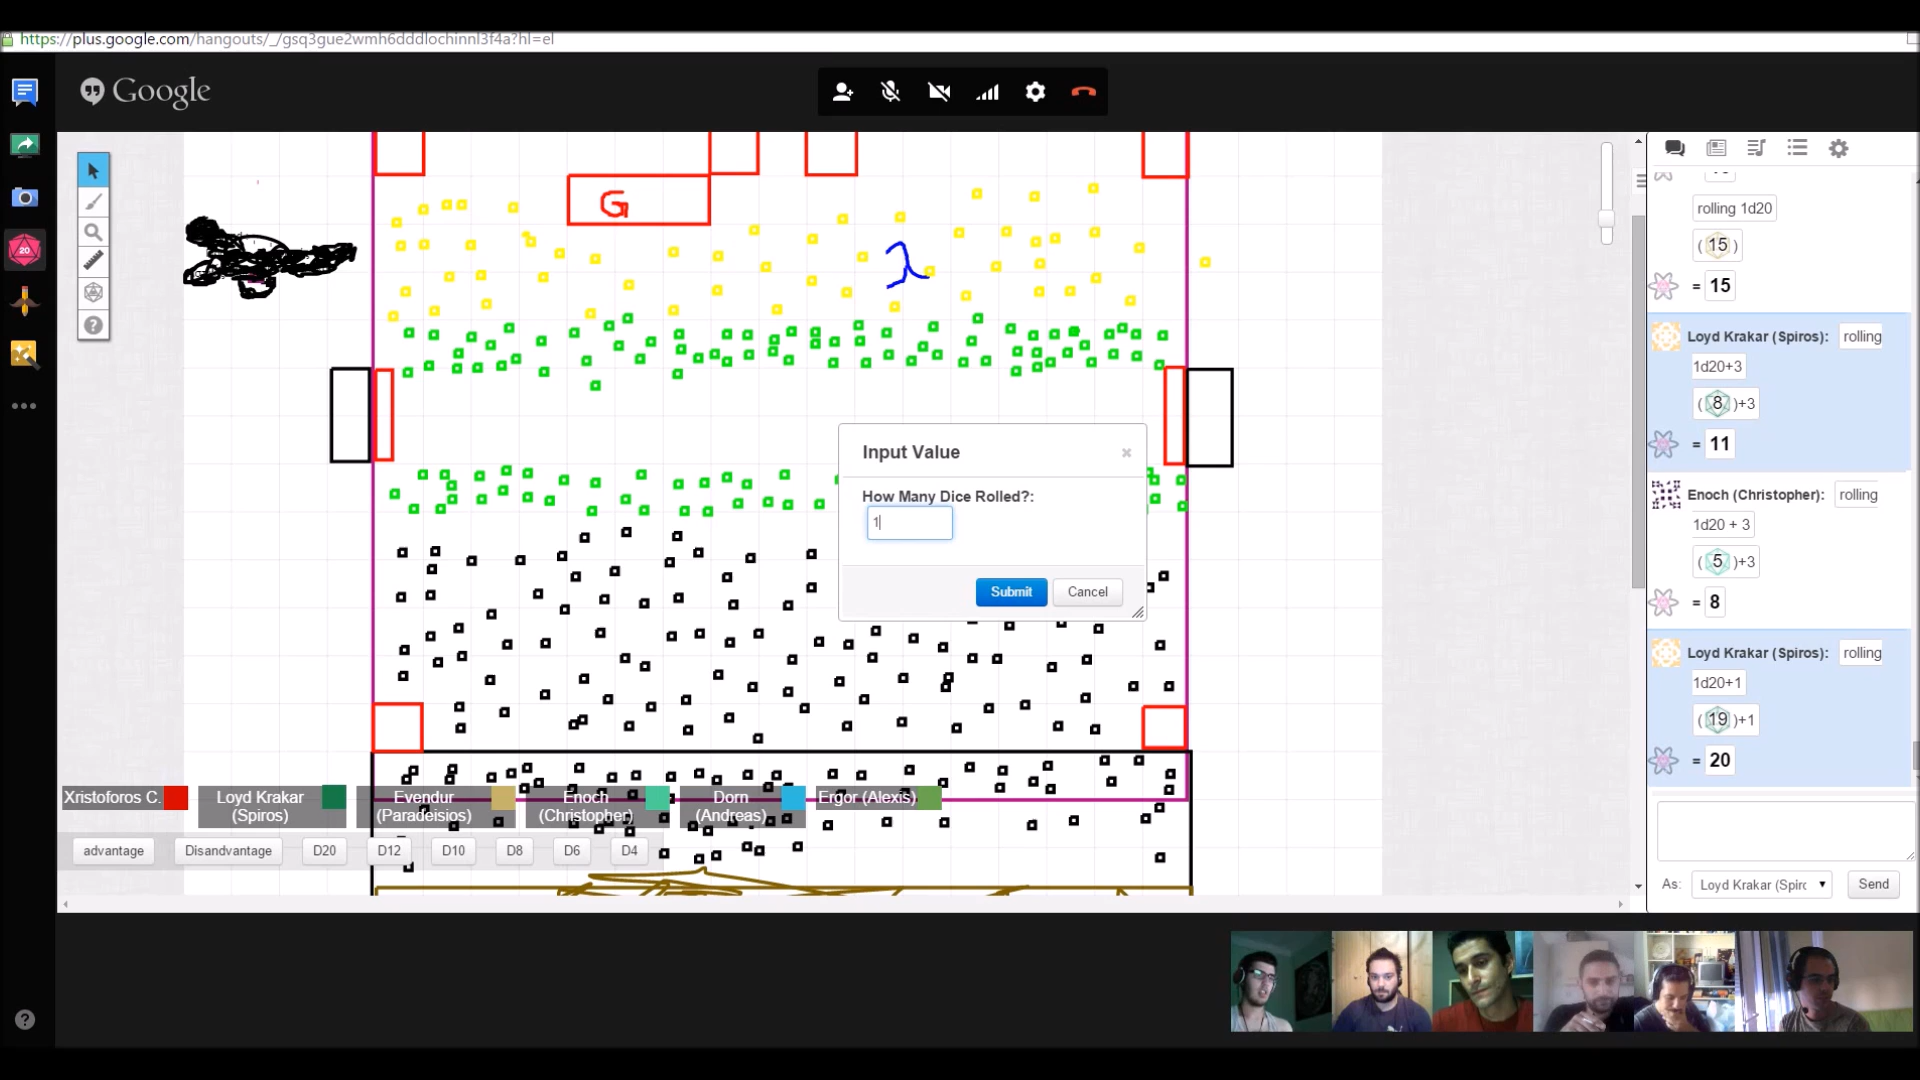 https://plus.google.com/hangouts/_/gsq3gue2wmh6dddlochinnl3f4a?hl=el
Google
G
λ
20
rolling 1d20
(15)
= 15
Loyd Krakar (Spiros): rolling
1d20+3
(8)+3
= 11
Enoch (Christopher): rolling
1d20 + 3
(5)+3
= 8
Loyd Krakar (Spiros): rolling
1d20+1
(19)+1
= 20
Input Value
×
How Many Dice Rolled?:
1
Submit
Cancel
Xristoforos C.
Loyd Krakar
(Spiros)
Evendur
(Paradeisios)
Enoch
(Christopher)
Dorn
(Andreas)
Ergor (Alexis)
advantage
Disandvantage
D20
D12
D10
D8
D6
D4
As:
Loyd Krakar (Spirc
Send